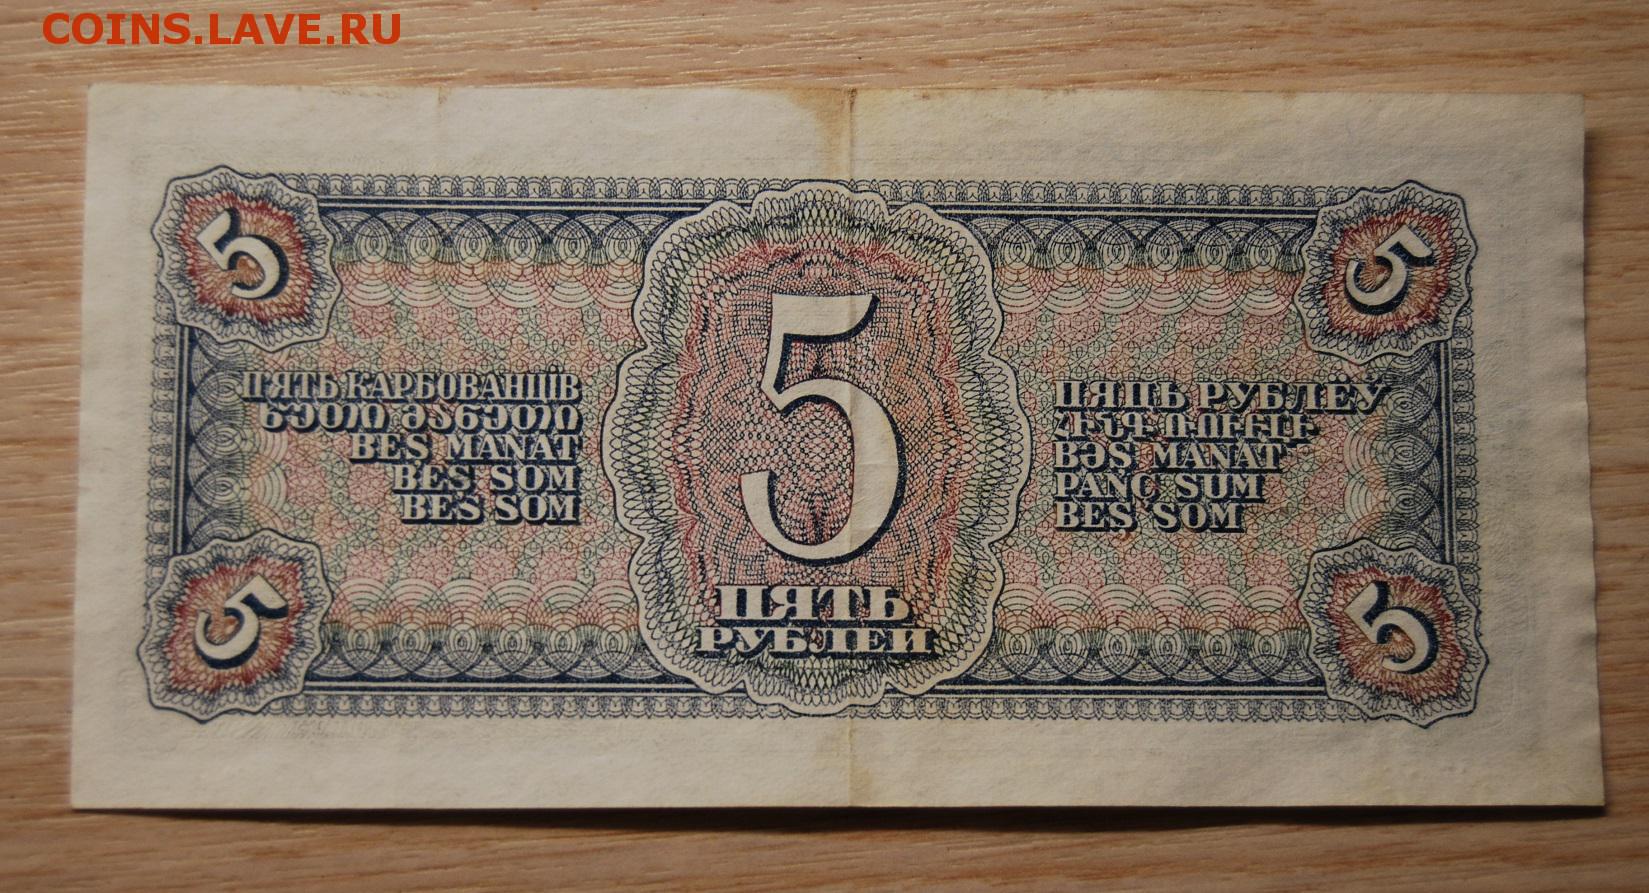 COINS.LAVE.RU
5
5
ПЯТЬ КАРБОВАНЦІВ
ხუთი მანეთი
BEŞ MANAT
BEŞ SOM
BEŞ SOM
5
ПЯТЬ
РУБЛЕЙ
ПЯЦЬ РУБЛЁЎ
ՀԻՆԳ ՌՈՒԲԼԻ
BƏŞ MANAT
PANÇ SUM
BEŞ SOM
5
5